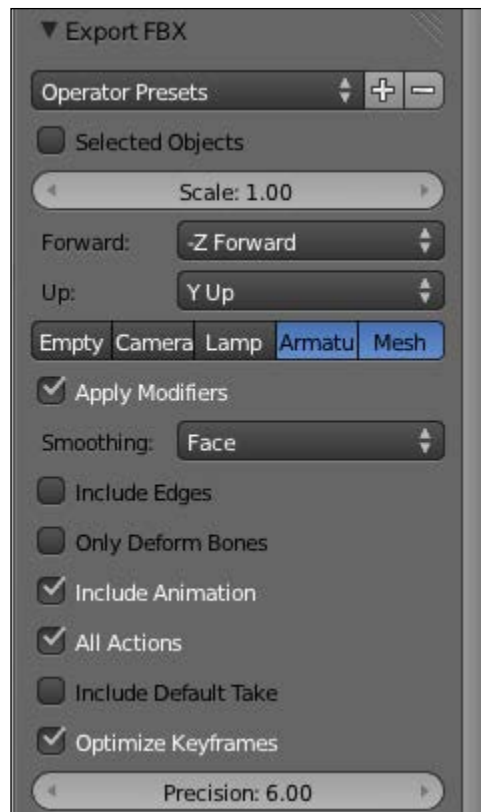 Export FBX
Operator Presets
Selected Objects
Scale: 1.00
Forward: -Z Forward
Up: Y Up
Empty Camera Lamp Armatu Mesh
Apply Modifiers
Smoothing: Face
Include Edges
Only Deform Bones
Include Animation
All Actions
Include Default Take
Optimize Keyframes
Precision: 6.00